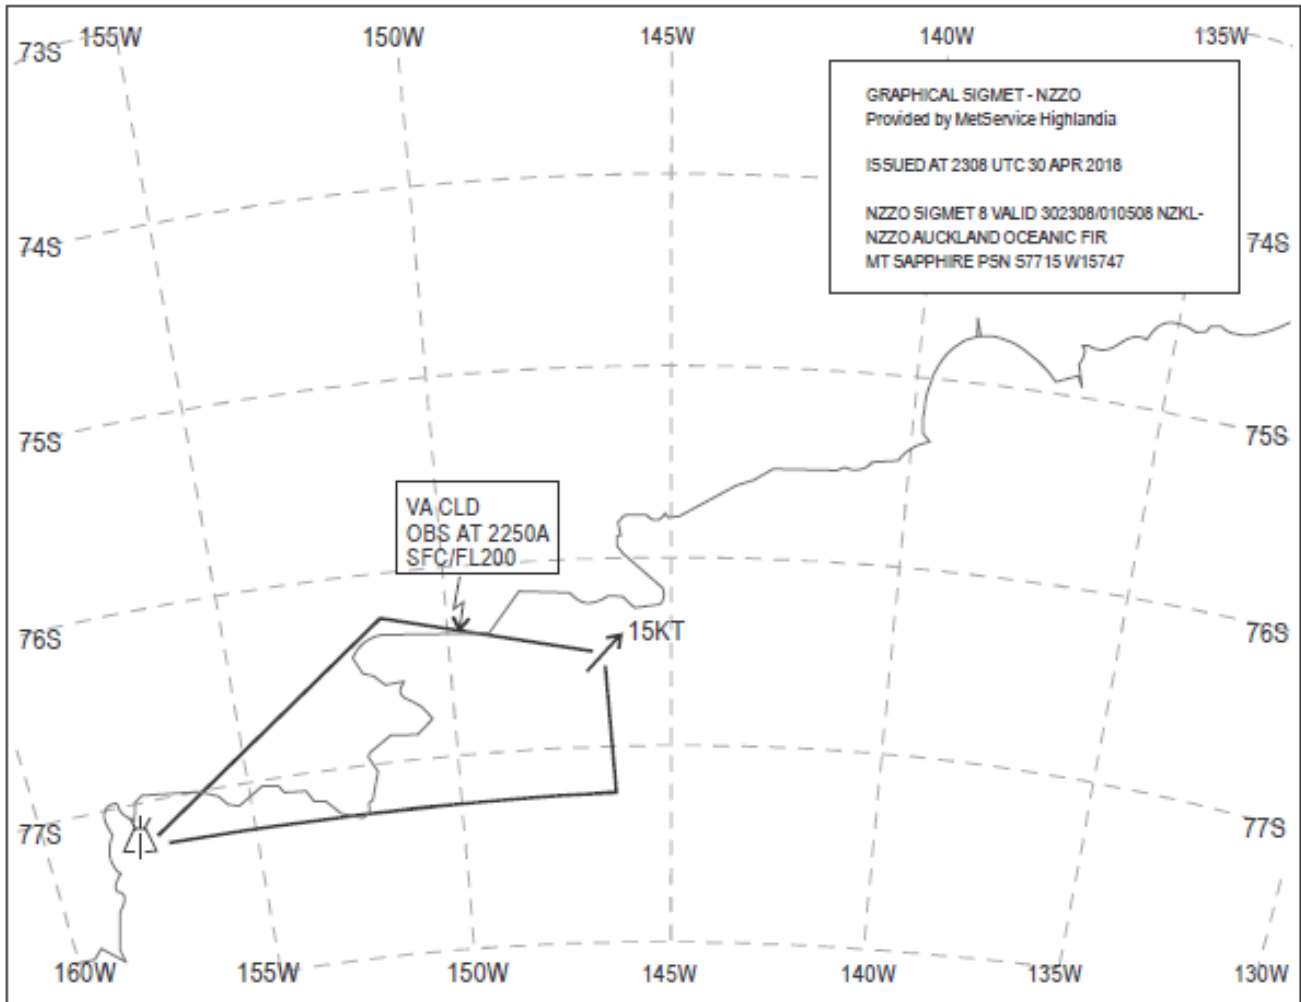 155W 150W 145W 140W 135W
73S
GRAPHICAL SIGMET - NZZO
Provided by MetService Highlandia
ISSUED AT 2308 UTC 30 APR 2018
NZZO SIGMET 8 VALID 302308/010508 NZKL-
NZZO AUCKLAND OCEANIC FIR
MT SAPPHIRE PSN S7715 W15747
74S 74S
75S 75S
VA CLD
OBS AT 2250A
SFC/FL200
76S 15KT 76S
77S 77S
160W 155W 150W 145W 140W 135W 130W